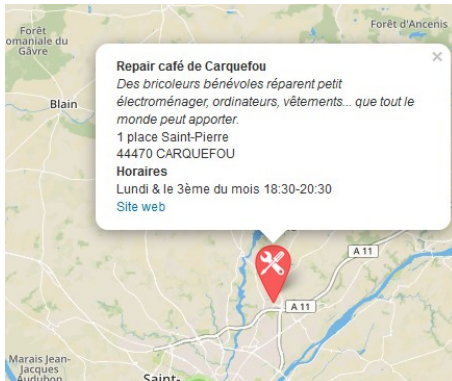 Forêt
omaniale du
Gâvre
Forêt d'Ancenis
Blain
×
Repair café de Carquefou
Des bricoleurs bénévoles réparent petit
électroménager, ordinateurs, vêtements... que tout le
monde peut apporter.
1 place Saint-Pierre
44470 CARQUEFOU
Horaires
Lundi & le 3ème du mois 18:30-20:30
Site web
A 11
A 11
Marais Jean-
Jacques
Audubon
Saint-